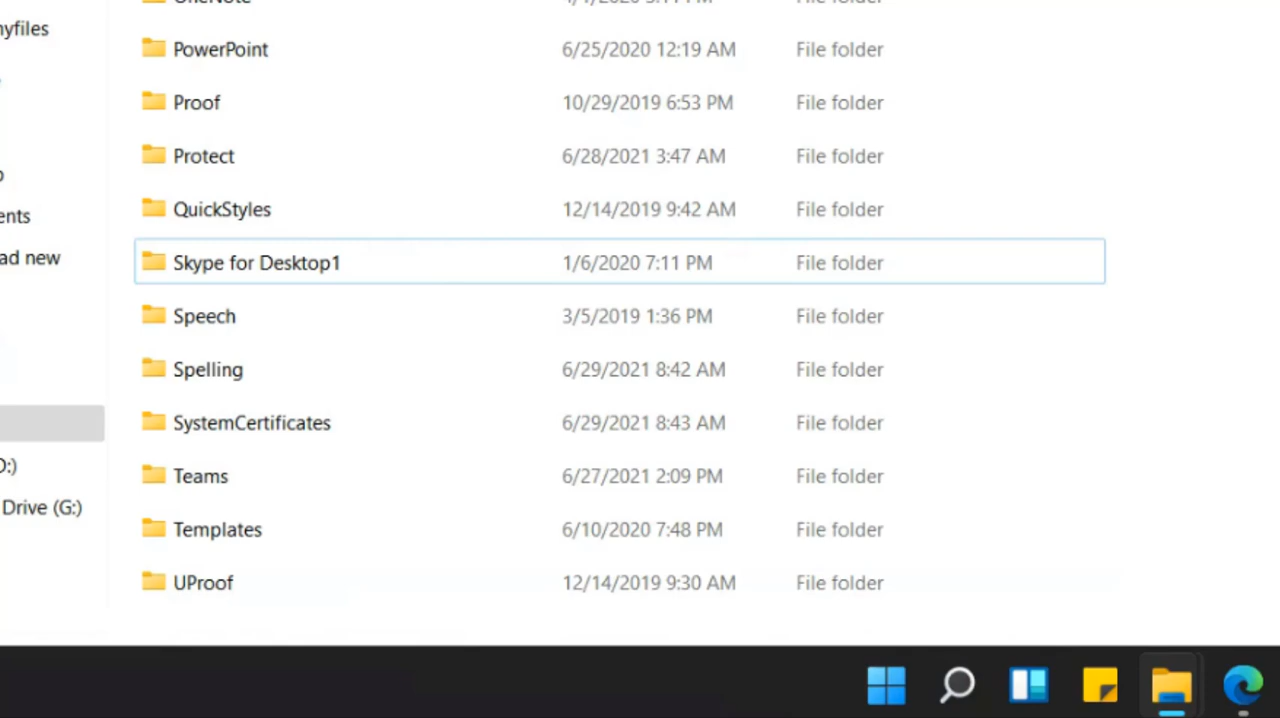 myfiles
PowerPoint 6/25/2020 12:19 AM File folder
Proof 10/29/2019 6:53 PM File folder
Protect 6/28/2021 3:47 AM File folder
QuickStyles 12/14/2019 9:42 AM File folder
ents
ad new
Skype for Desktop1 1/6/2020 7:11 PM File folder
Speech 3/5/2019 1:36 PM File folder
Spelling 6/29/2021 8:42 AM File folder
SystemCertificates 6/29/2021 8:43 AM File folder
D:)
Teams 6/27/2021 2:09 PM File folder
Drive (G:)
Templates 6/10/2020 7:48 PM File folder
UProof 12/14/2019 9:30 AM File folder